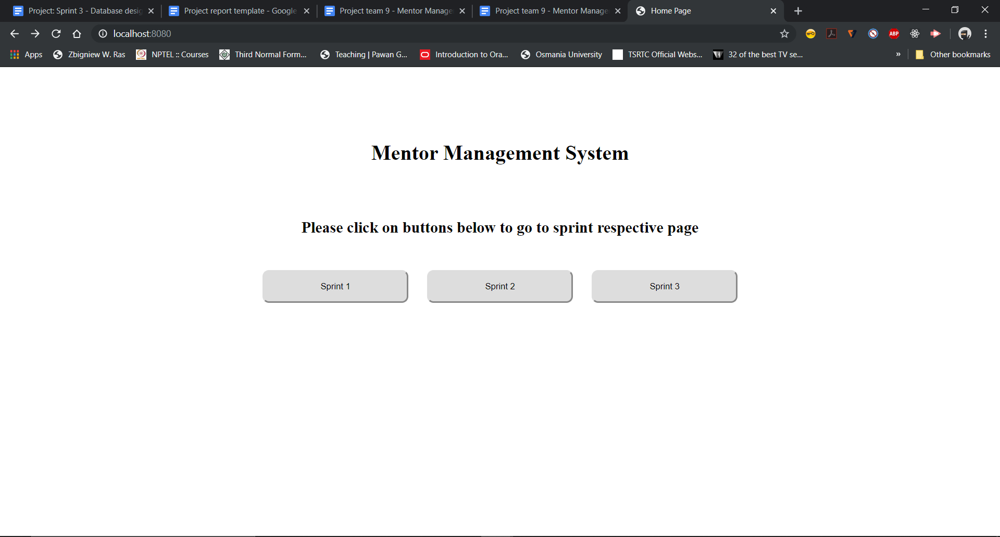 Project: Sprint 3 - Database desig
Project report template - Google
Project team 9 - Mentor Manage
Project team 9 - Mentor Manage
Home Page
localhost:8080
ABP
Apps
Zbigniew W. Ras
NPTEL :: Courses
Third Normal Form...
Teaching | Pawan G...
Introduction to Ora...
Osmania University
TSRTC Official Webs...
32 of the best TV se...
»
Other bookmarks
Mentor Management System
Please click on buttons below to go to sprint respective page
Sprint 1
Sprint 2
Sprint 3